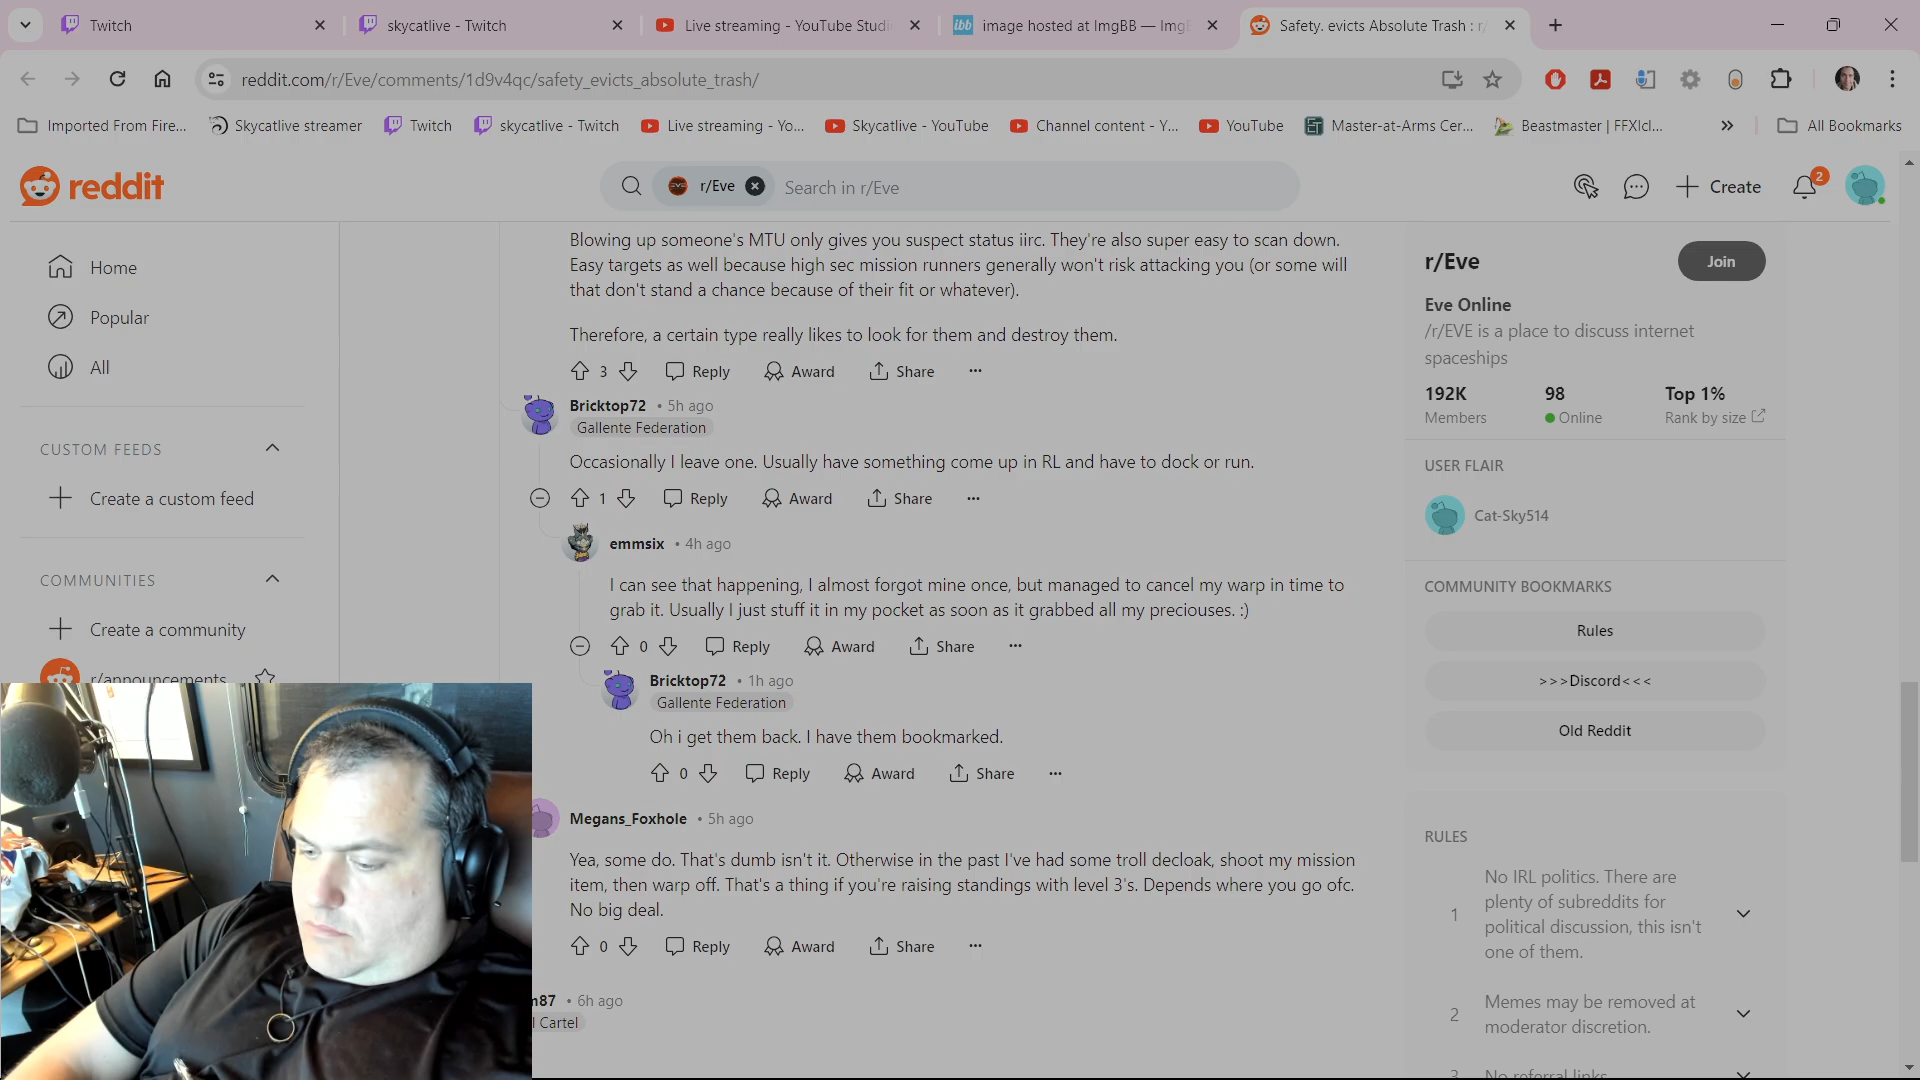 Twitch
skycatlive - Twitch
Live streaming - YouTube Studi
image hosted at ImgBB — ImgB
Safety. evicts Absolute Trash : r/
reddit.com/r/Eve/comments/1d9v4qc/safety_evicts_absolute_trash/
Imported From Fire...
Skycatlive streamer
Twitch
skycatlive - Twitch
Live streaming - Yo...
Skycatlive - YouTube
Channel content - Y...
YouTube
Master-at-Arms Cer...
Beastmaster | FFXIcl...
All Bookmarks
reddit
r/Eve
Search in r/Eve
Create
2
Home
Popular
All
CUSTOM FEEDS
Create a custom feed
COMMUNITIES
Create a community
r/announcements
Blowing up someone's MTU only gives you suspect status iirc. They're also super easy to scan down.
Easy targets as well because high sec mission runners generally won't risk attacking you (or some will
that don't stand a chance because of their fit or whatever).
Therefore, a certain type really likes to look for them and destroy them.
3 Reply Award Share
Bricktop72 • 5h ago
Gallente Federation
Occasionally I leave one. Usually have something come up in RL and have to dock or run.
1 Reply Award Share
emmsix • 4h ago
I can see that happening, I almost forgot mine once, but managed to cancel my warp in time to
grab it. Usually I just stuff it in my pocket as soon as it grabbed all my preciouses. :)
0 Reply Award Share
Bricktop72 • 1h ago
Gallente Federation
Oh i get them back. I have them bookmarked.
0 Reply Award Share
Megans_Foxhole • 5h ago
Yea, some do. That's dumb isn't it. Otherwise in the past I've had some troll decloak, shoot my mission
item, then warp off. That's a thing if you're raising standings with level 3's. Depends where you go ofc.
No big deal.
0 Reply Award Share
m87 • 6h ago
l Cartel
r/Eve
Join
Eve Online
/r/EVE is a place to discuss internet
spaceships
192K 98 Top 1%
Members Online Rank by size
USER FLAIR
Cat-Sky514
COMMUNITY BOOKMARKS
Rules
>>>Discord<<<
Old Reddit
RULES
1 No IRL politics. There are
plenty of subreddits for
political discussion, this isn't
one of them.
2 Memes may be removed at
moderator discretion.
3 No referral links